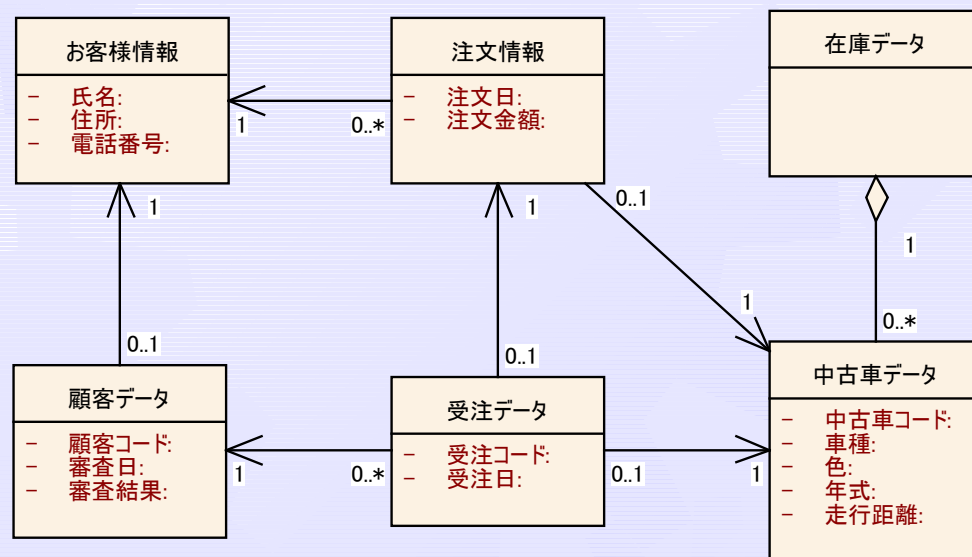 お客様情報
- 氏名:
- 住所:
- 電話番号:
注文情報
- 注文日:
- 注文金額:
在庫データ
1
0..*
1
0..1
1
1
0..1
1
0..*
0..1
顧客データ
- 顧客コード:
- 審査日:
- 審査結果:
受注データ
- 受注コード:
- 受注日:
中古車データ
- 中古車コード:
- 車種:
- 色:
- 年式:
- 走行距離:
1
0..*
0..1
1